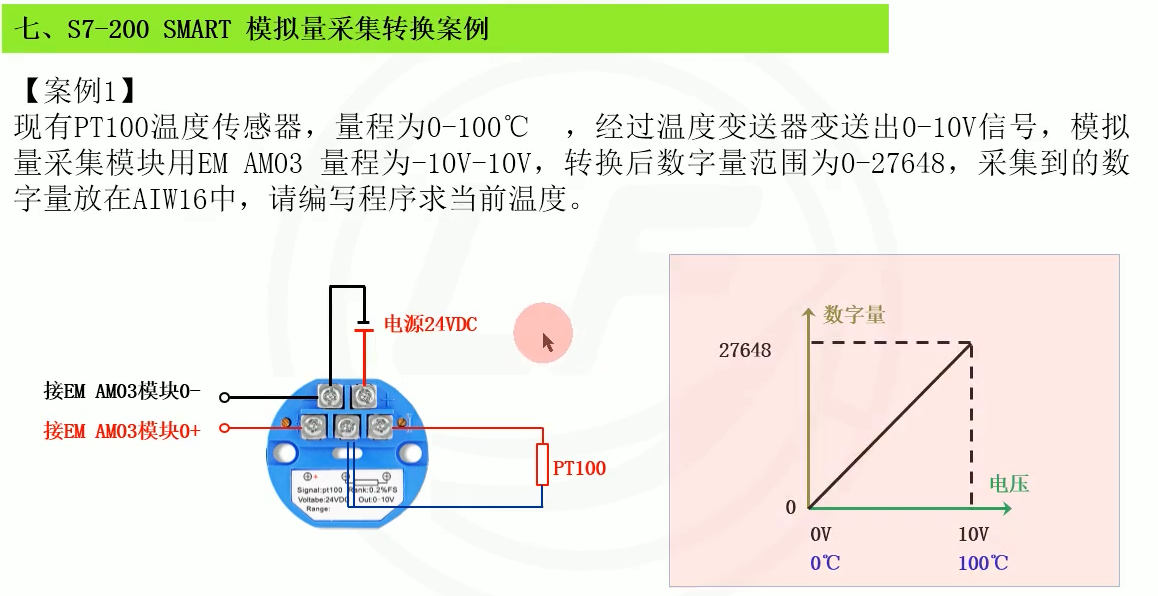 七、S7-200 SMART 模拟量采集转换案例
【案例1】
现有PT100温度传感器，量程为0-100℃ ，经过温度变送器变送出0-10V信号，模拟
量采集模块用EM AM03 量程为-10V-10V，转换后数字量范围为0-27648，采集到的数
字量放在AIW16中，请编写程序求当前温度。
电源24VDC
接EM AM03模块0-
接EM AM03模块0+
PT100
Signal:pt100 Rank:0.2%FS
Voltabe:24VDC Out:0-10V
Range:
数字量
27648
电压
0
0V 10V
0℃ 100℃